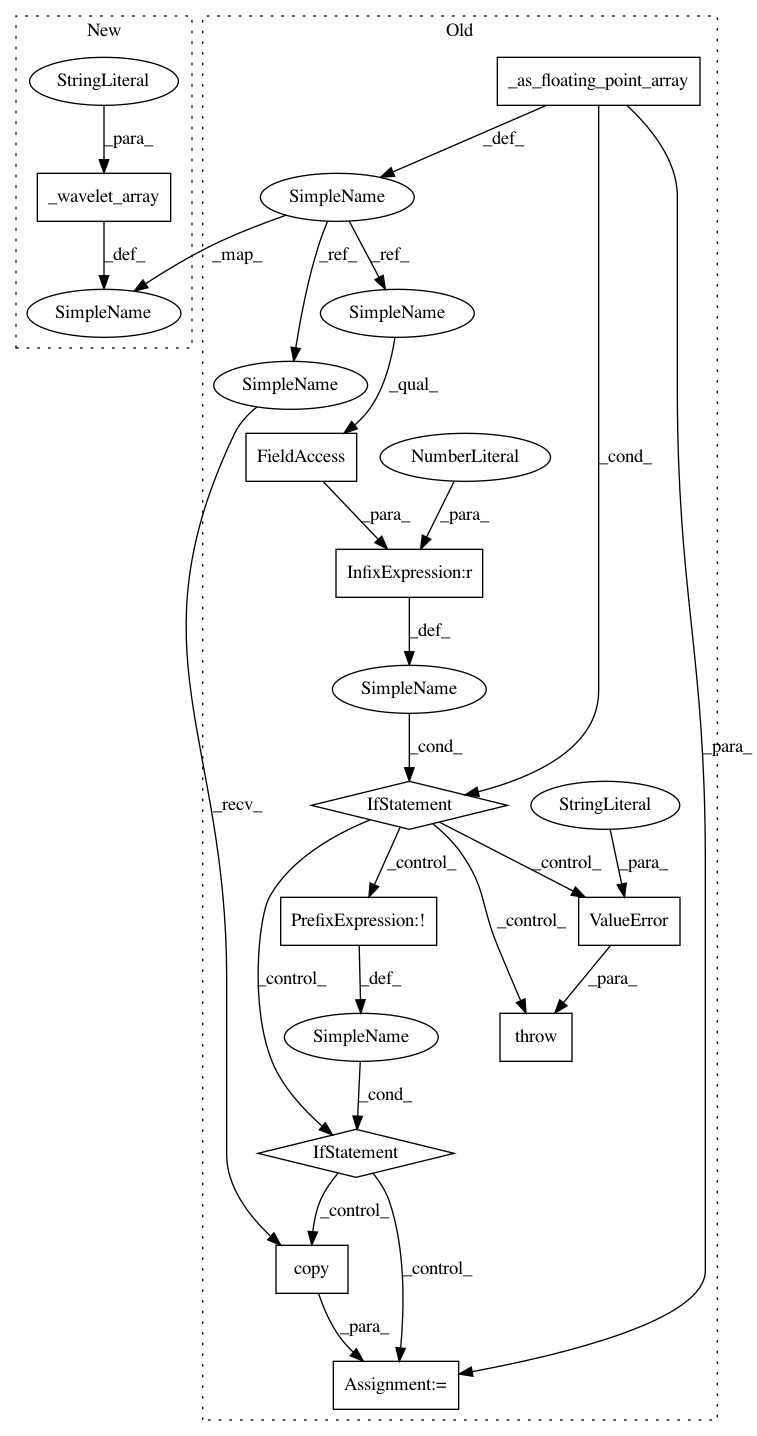 New
Old
StringLiteral
_as_floating_point_array
_para_
_def_
_wavelet_array
SimpleName
_def_
_map_
_ref_
_ref_
SimpleName
SimpleName
SimpleName
_qual_
FieldAccess
NumberLiteral
_cond_
_para_
_para_
InfixExpression:r
_def_
SimpleName
_cond_
_para_
_recv_
IfStatement
StringLiteral
_control_
_control_
_para_
_control_
PrefixExpression:!
ValueError
_control_
_def_
_para_
SimpleName
throw
_cond_
IfStatement
_control_
copy
_control_
_para_
Assignment:=